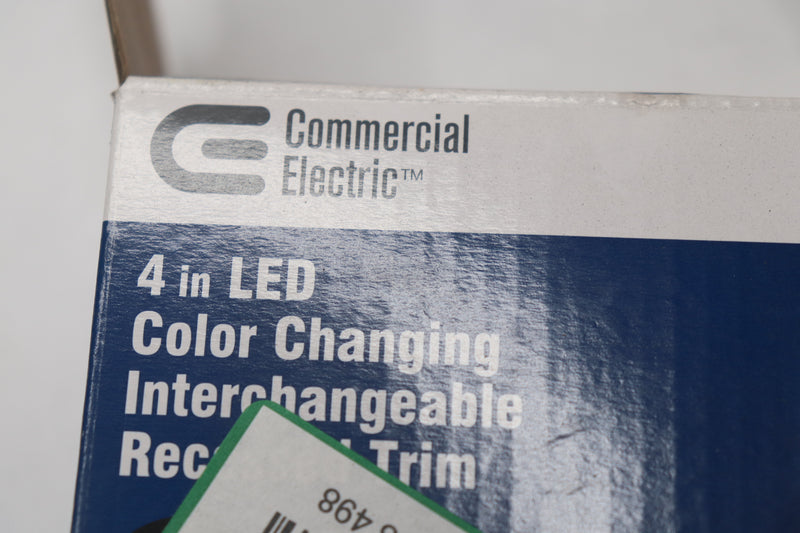 Commercial
Electric™
4 in LED
Color Changing
Interchangeable
Trim
498